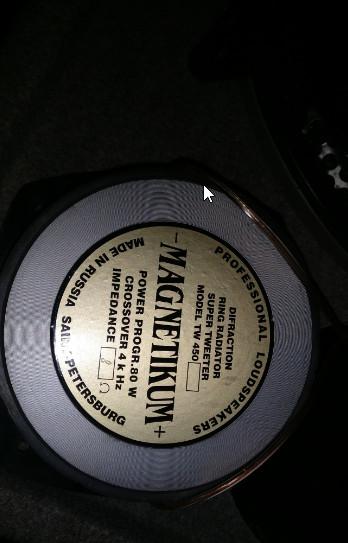 PROFESSIONAL LOUDSPEAKERS
DIFRACTION
RING RADIATOR
SUPER TWEETER
MODEL TW 450
- MAGNETIKUM +
POWER PROGR. 80 W
CROSSOVER 4 k Hz
IMPEDANCE 8 Ω
MADE IN RUSSIA PETERSBURG